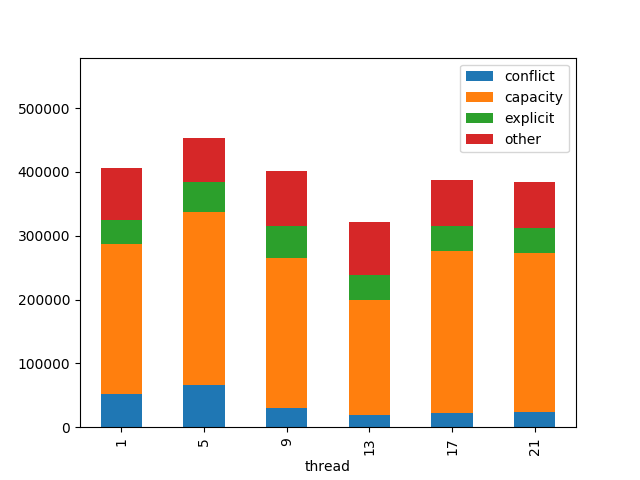 conflict
capacity
explicit
other
500000
400000
300000
200000
100000
0
1
5
9
13
17
21
thread